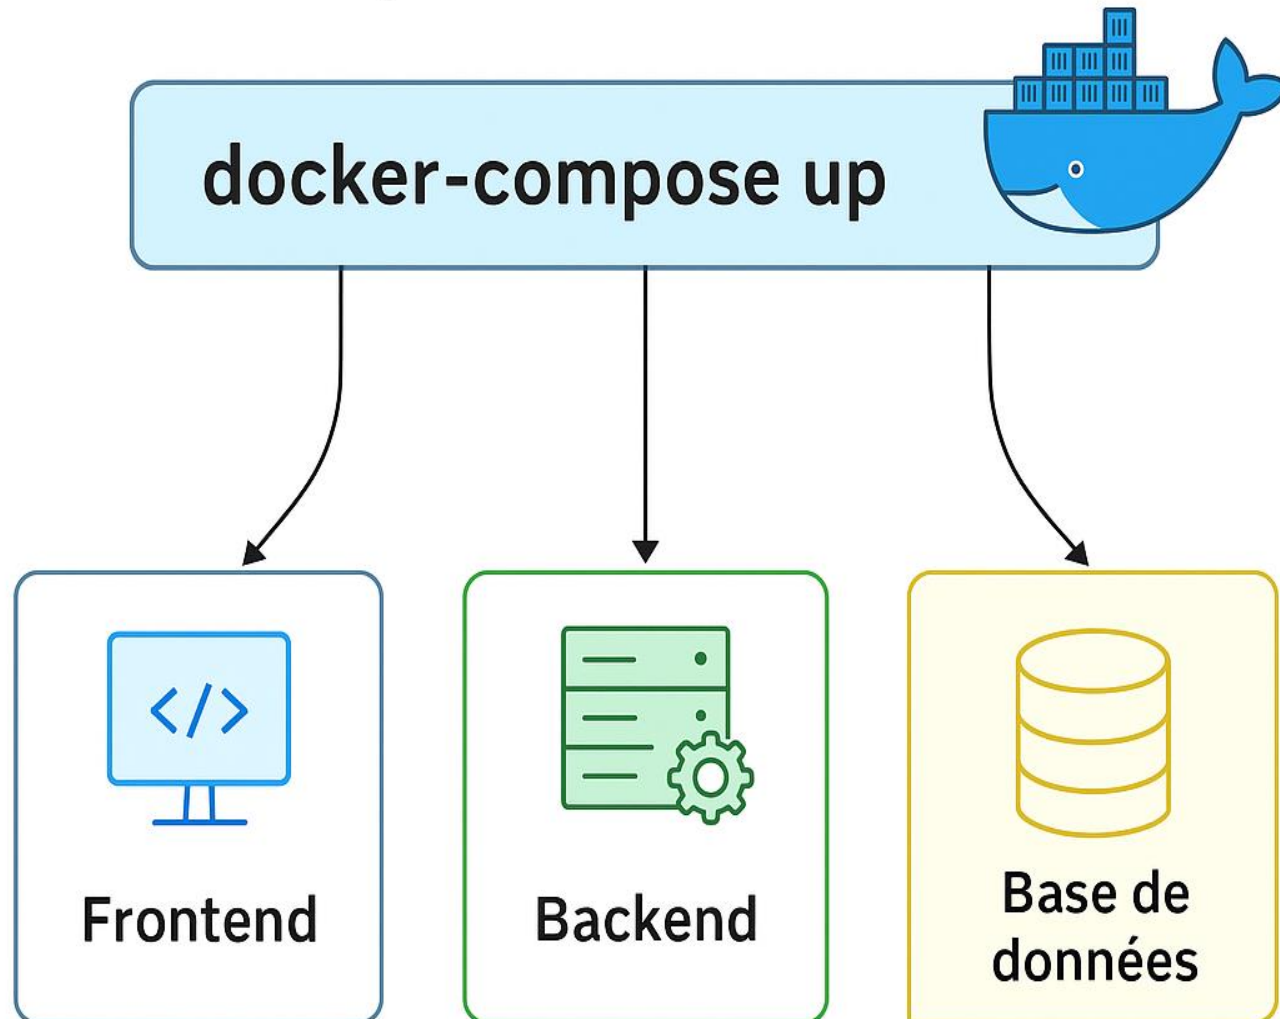 docker-compose up
</>
Frontend
Backend
Base de
données